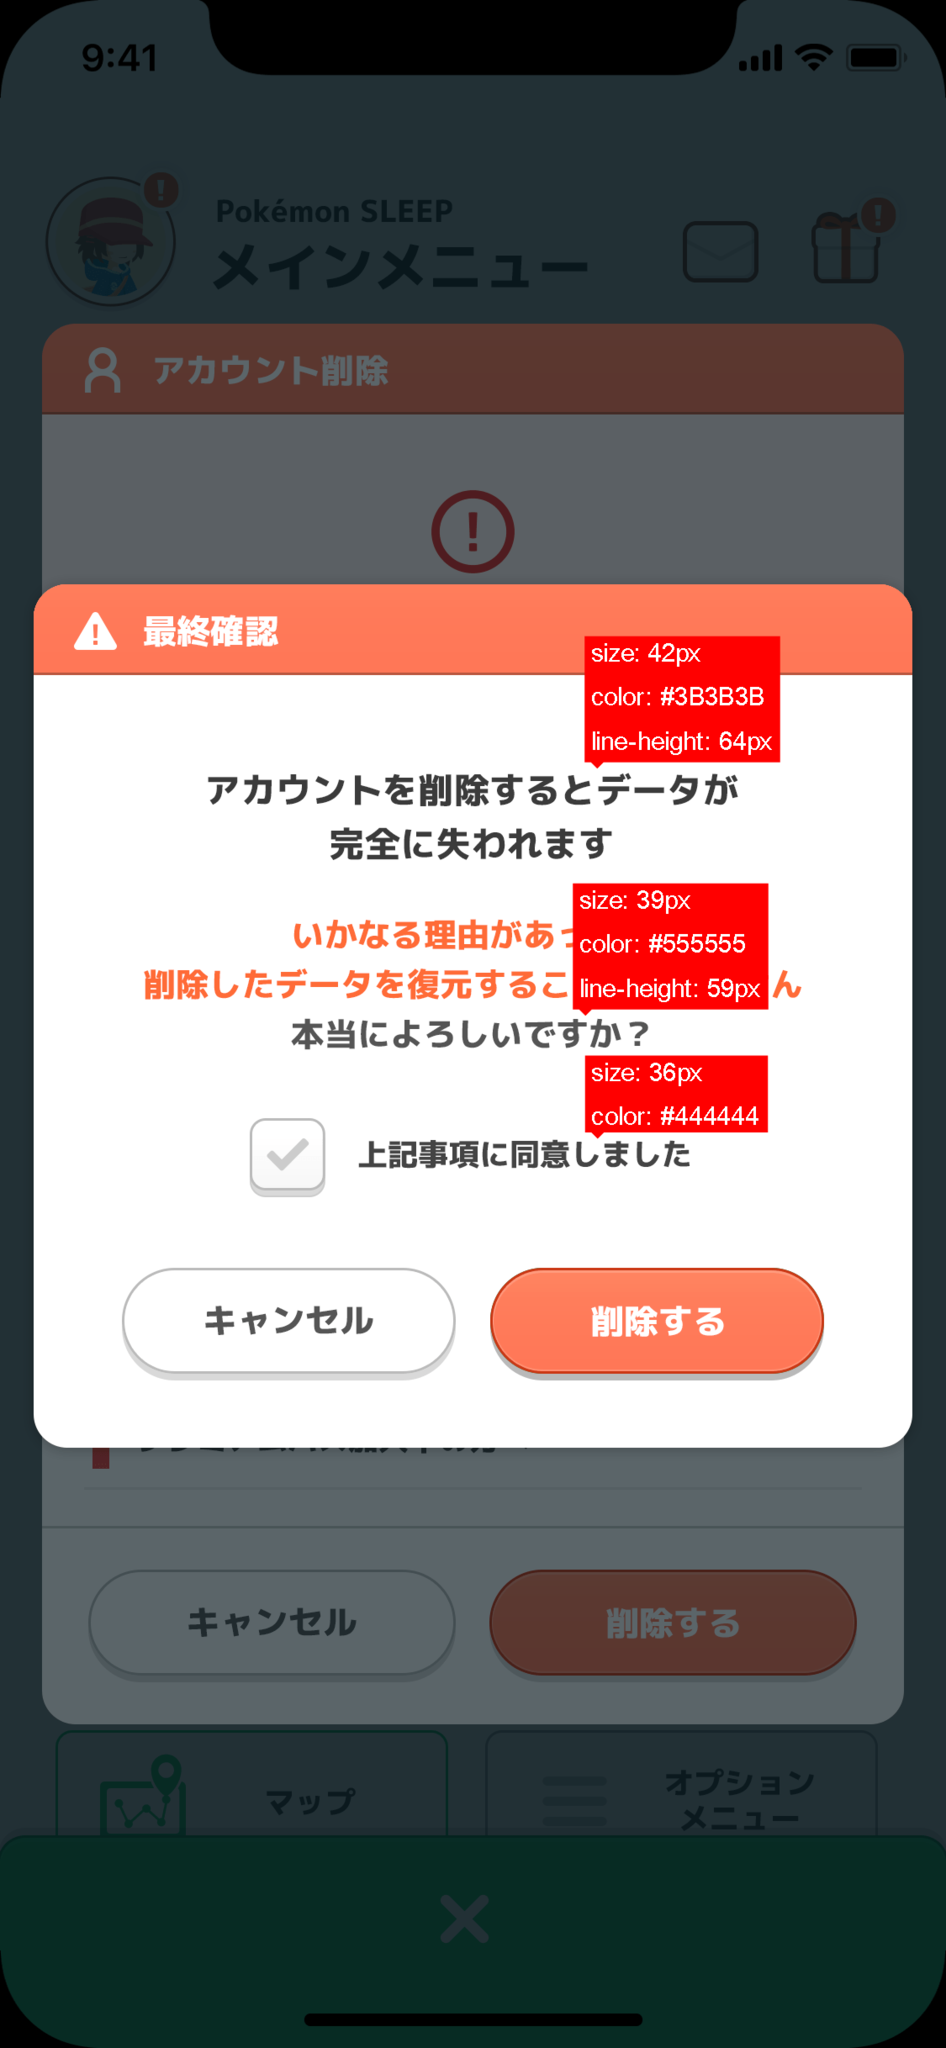 9:41
Pokémon SLEEP
メインメニュー
アカウント削除
最終確認
size: 42px
color: #3B3B3B
line-height: 64px
アカウントを削除するとデータが
完全に失われます
size: 39px
color: #555555
line-height: 59px
いかなる理由があっ
削除したデータを復元するこ
ん
本当によろしいですか？
size: 36px
color: #444444
上記事項に同意しました
キャンセル
削除する
キャンセル
削除する
マップ
オプション
メニュー